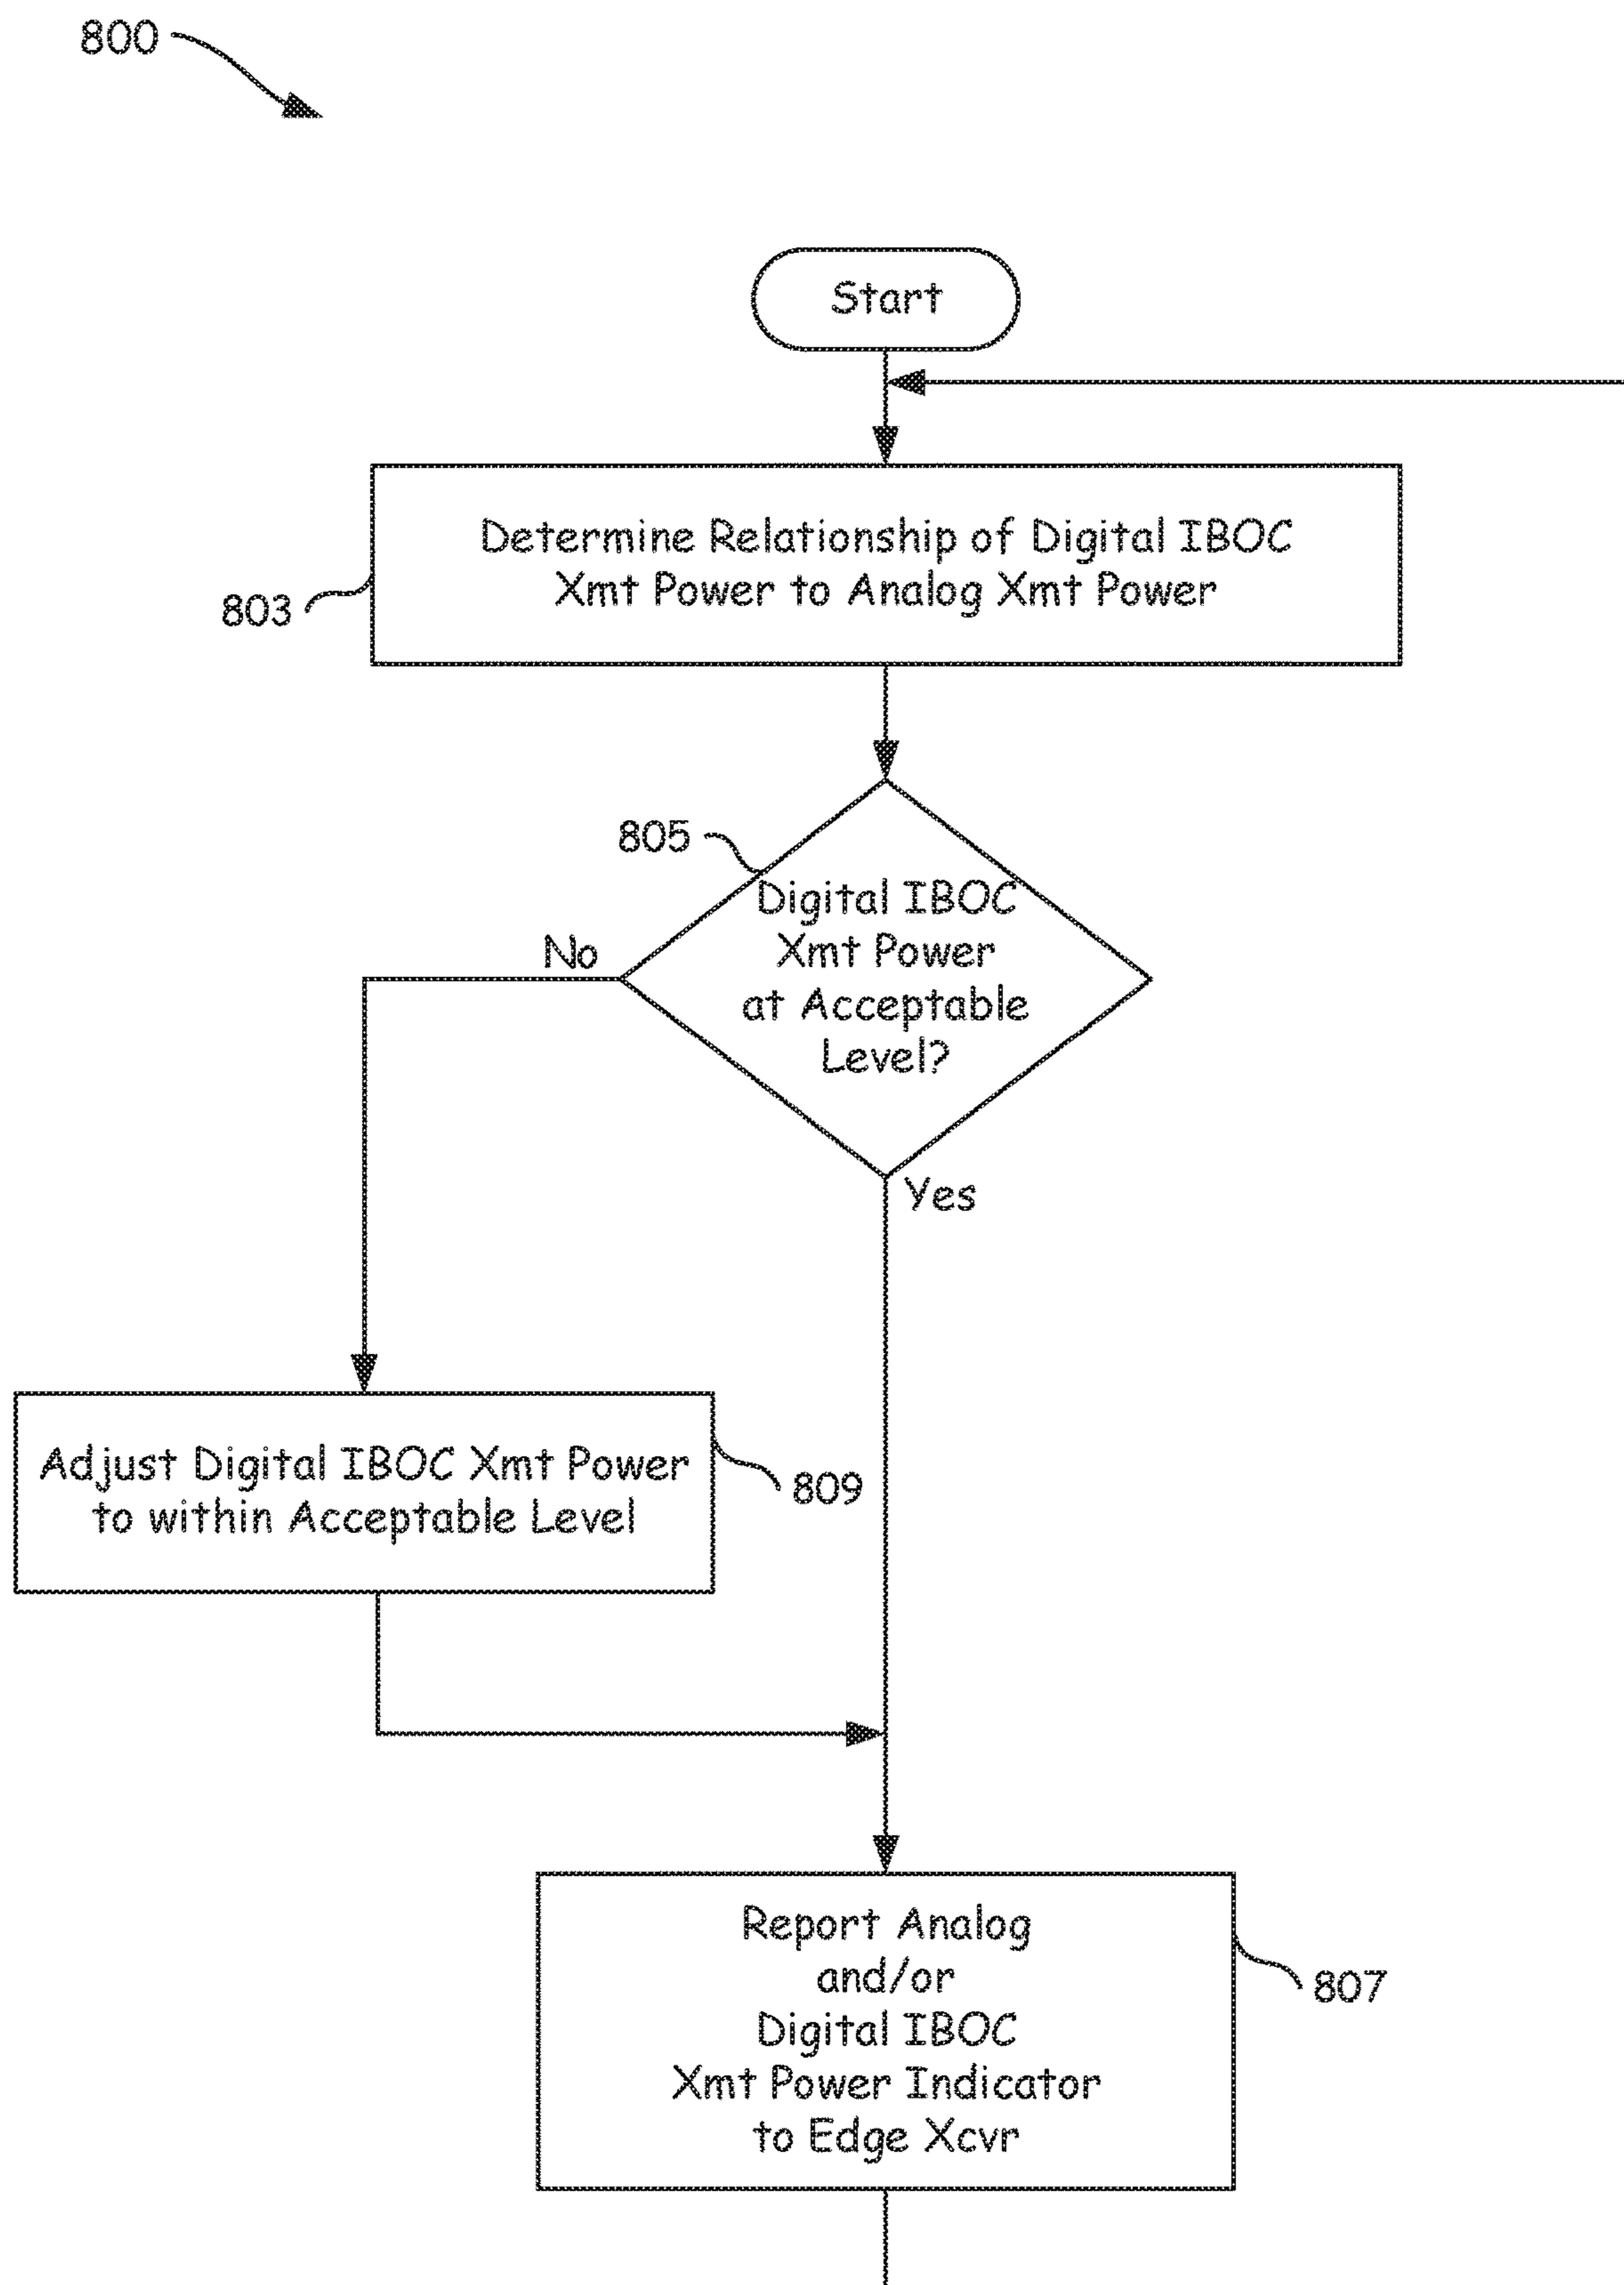 800
Start
Determine Relationship of Digital IBOC
Xmt Power to Analog Xmt Power
803
805
Digital IBOC
Xmt Power
at Acceptable
Level?
No
Yes
Adjust Digital IBOC Xmt Power
to within Acceptable Level
809
Report Analog
and/or
Digital IBOC
Xmt Power Indicator
to Edge Xcvr
807